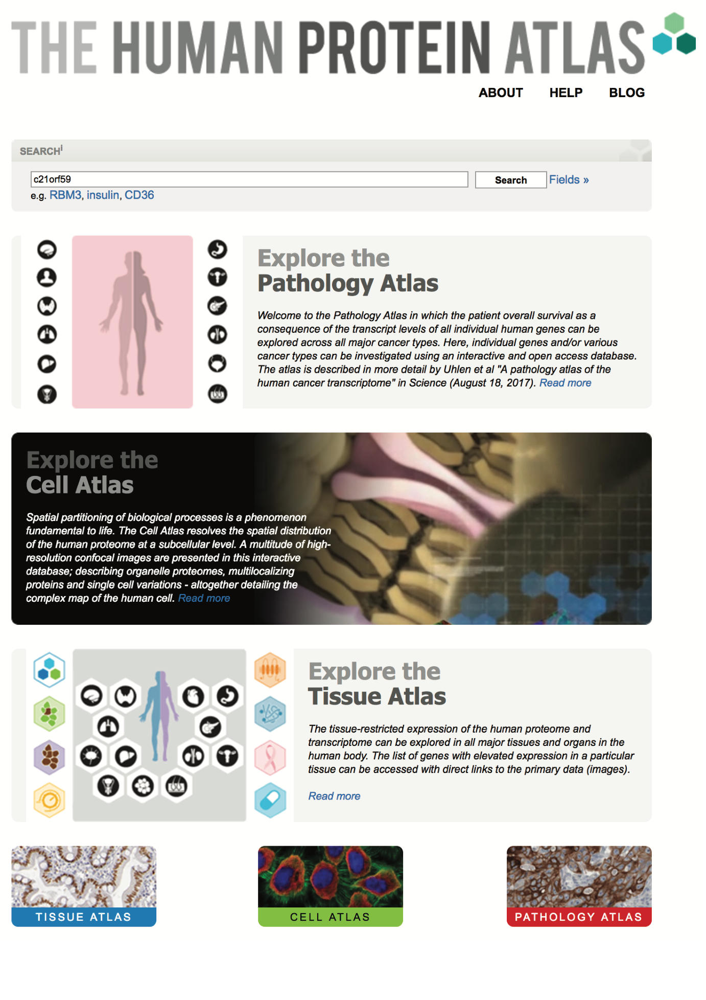 THE HUMAN PROTEIN ATLAS
ABOUT HELP BLOG
SEARCHi
c21orf59
Search Fields »
e.g. RBM3, insulin, CD36
Explore the
Pathology Atlas
Welcome to the Pathology Atlas in which the patient overall survival as a
consequence of the transcript levels of all individual human genes can be
explored across all major cancer types. Here, individual genes and/or various
cancer types can be investigated using an interactive and open access database.
The atlas is described in more detail by Uhlen et al "A pathology atlas of the
human cancer transcriptome" in Science (August 18, 2017). Read more
Explore the
Cell Atlas
Spatial partitioning of biological processes is a phenomenon
fundamental to life. The Cell Atlas resolves the spatial distribution
of the human proteome at a subcellular level. A multitude of high-
resolution confocal images are presented in this interactive
database; describing organelle proteomes, multilocalizing
proteins and single cell variations - altogether detailing the
complex map of the human cell. Read more
Explore the
Tissue Atlas
The tissue-restricted expression of the human proteome and
transcriptome can be explored in all major tissues and organs in the
human body. The list of genes with elevated expression in a particular
tissue can be accessed with direct links to the primary data (images).
Read more
TISSUE ATLAS
CELL ATLAS
PATHOLOGY ATLAS